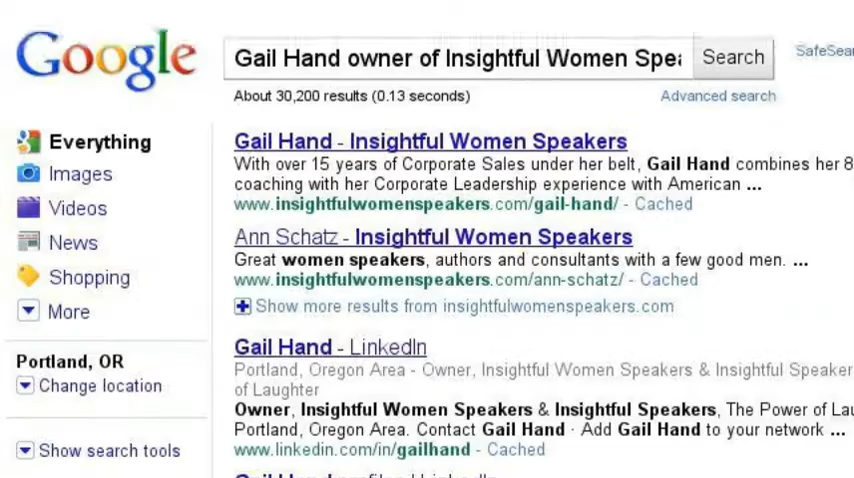 Google
Gail Hand owner of Insightful Women Spea
Search
SafeSear
About 30,200 results (0.13 seconds)
Advanced search
Everything
Images
Videos
News
Shopping
More
Portland, OR
Change location
Show search tools
Gail Hand - Insightful Women Speakers
With over 15 years of Corporate Sales under her belt, Gail Hand combines her 8
coaching with her Corporate Leadership experience with American ...
www.insightfulwomenspeakers.com/gail-hand/ - Cached
Ann Schatz - Insightful Women Speakers
Great women speakers, authors and consultants with a few good men. ...
www.insightfulwomenspeakers.com/ann-schatz/ - Cached
Show more results from insightfulwomenspeakers.com
Gail Hand - LinkedIn
Portland, Oregon Area - Owner, Insightful Women Speakers & Insightful Speaker
of Laughter
Owner, Insightful Women Speakers & Insightful Speakers, The Power of Lau
Portland, Oregon Area. Contact Gail Hand · Add Gail Hand to your network ...
www.linkedin.com/in/gailhand - Cached